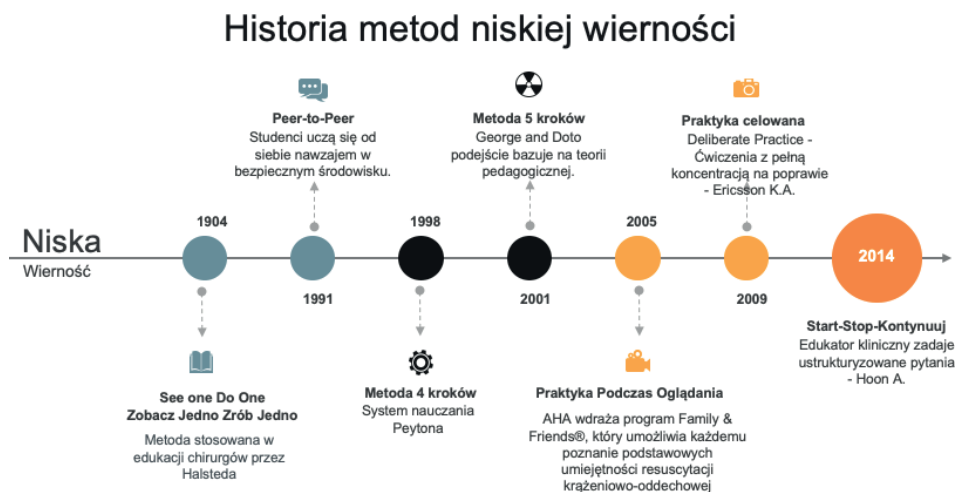 Historia metod niskiej wierności
Peer-to-Peer
Studenci uczą się od
siebie nawzajem w
bezpiecznym środowisku.
Metoda 5 kroków
George and Doto
podejście bazuje na teorii
pedagogicznej.
Praktyka celowana
Deliberate Practice -
Ćwiczenia z pełną
koncentracją na poprawie
- Ericsson K.A.
Niska
Wierność
1904
1991
1998
2001
2005
2009
2014
See one Do One
Zobacz Jedno Zrób Jedno
Metoda stosowana w
edukacji chirurgów przez
Halsteda
Metoda 4 kroków
System nauczania
Peytona
Praktyka Podczas Oglądania
AHA wdraża program Family &
Friends®, który umożliwia każdemu
poznanie podstawowych
umiejętności resuscytacji
krążeniowo-oddechowej
Start-Stop-Kontynuuj
Edukator kliniczny zadaje
ustrukturyzowane pytania
- Hoon A.